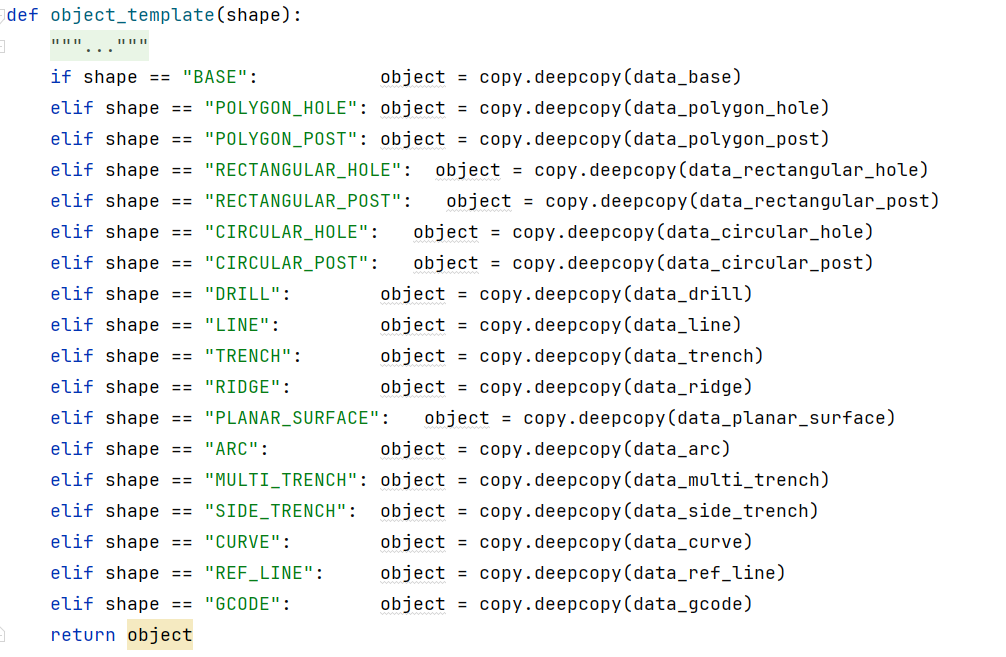 def object_template(shape):
    """..."""
    if shape == "BASE":           object = copy.deepcopy(data_base)
    elif shape == "POLYGON_HOLE": object = copy.deepcopy(data_polygon_hole)
    elif shape == "POLYGON_POST": object = copy.deepcopy(data_polygon_post)
    elif shape == "RECTANGULAR_HOLE":  object = copy.deepcopy(data_rectangular_hole)
    elif shape == "RECTANGULAR_POST":   object = copy.deepcopy(data_rectangular_post)
    elif shape == "CIRCULAR_HOLE":   object = copy.deepcopy(data_circular_hole)
    elif shape == "CIRCULAR_POST":   object = copy.deepcopy(data_circular_post)
    elif shape == "DRILL":        object = copy.deepcopy(data_drill)
    elif shape == "LINE":         object = copy.deepcopy(data_line)
    elif shape == "TRENCH":       object = copy.deepcopy(data_trench)
    elif shape == "RIDGE":        object = copy.deepcopy(data_ridge)
    elif shape == "PLANAR_SURFACE":   object = copy.deepcopy(data_planar_surface)
    elif shape == "ARC":          object = copy.deepcopy(data_arc)
    elif shape == "MULTI_TRENCH": object = copy.deepcopy(data_multi_trench)
    elif shape == "SIDE_TRENCH":  object = copy.deepcopy(data_side_trench)
    elif shape == "CURVE":        object = copy.deepcopy(data_curve)
    elif shape == "REF_LINE":     object = copy.deepcopy(data_ref_line)
    elif shape == "GCODE":        object = copy.deepcopy(data_gcode)
    return object